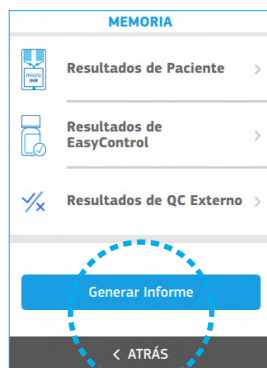 MEMORIA
micro
INR
Resultados de Paciente >
Resultados de
EasyControl >
Resultados de QC Externo >
Generar Informe
< ATRÁS